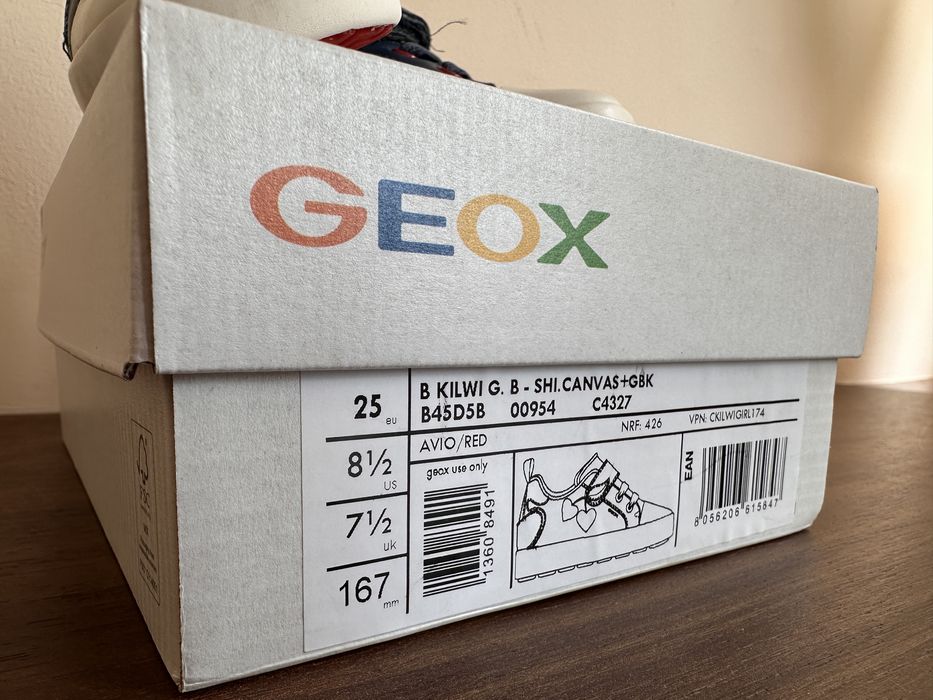 GEOX
25 eu
8½ US
7½ uk
167 mm
B KILWI G. B - SHI.CANVAS+GBK
B45D5B 00954 C4327
NRF: 426 VPN: CKILWIGIRL174
AVIO/RED
geox use only
1360 8491
EAN
8 056206 615847
FSC